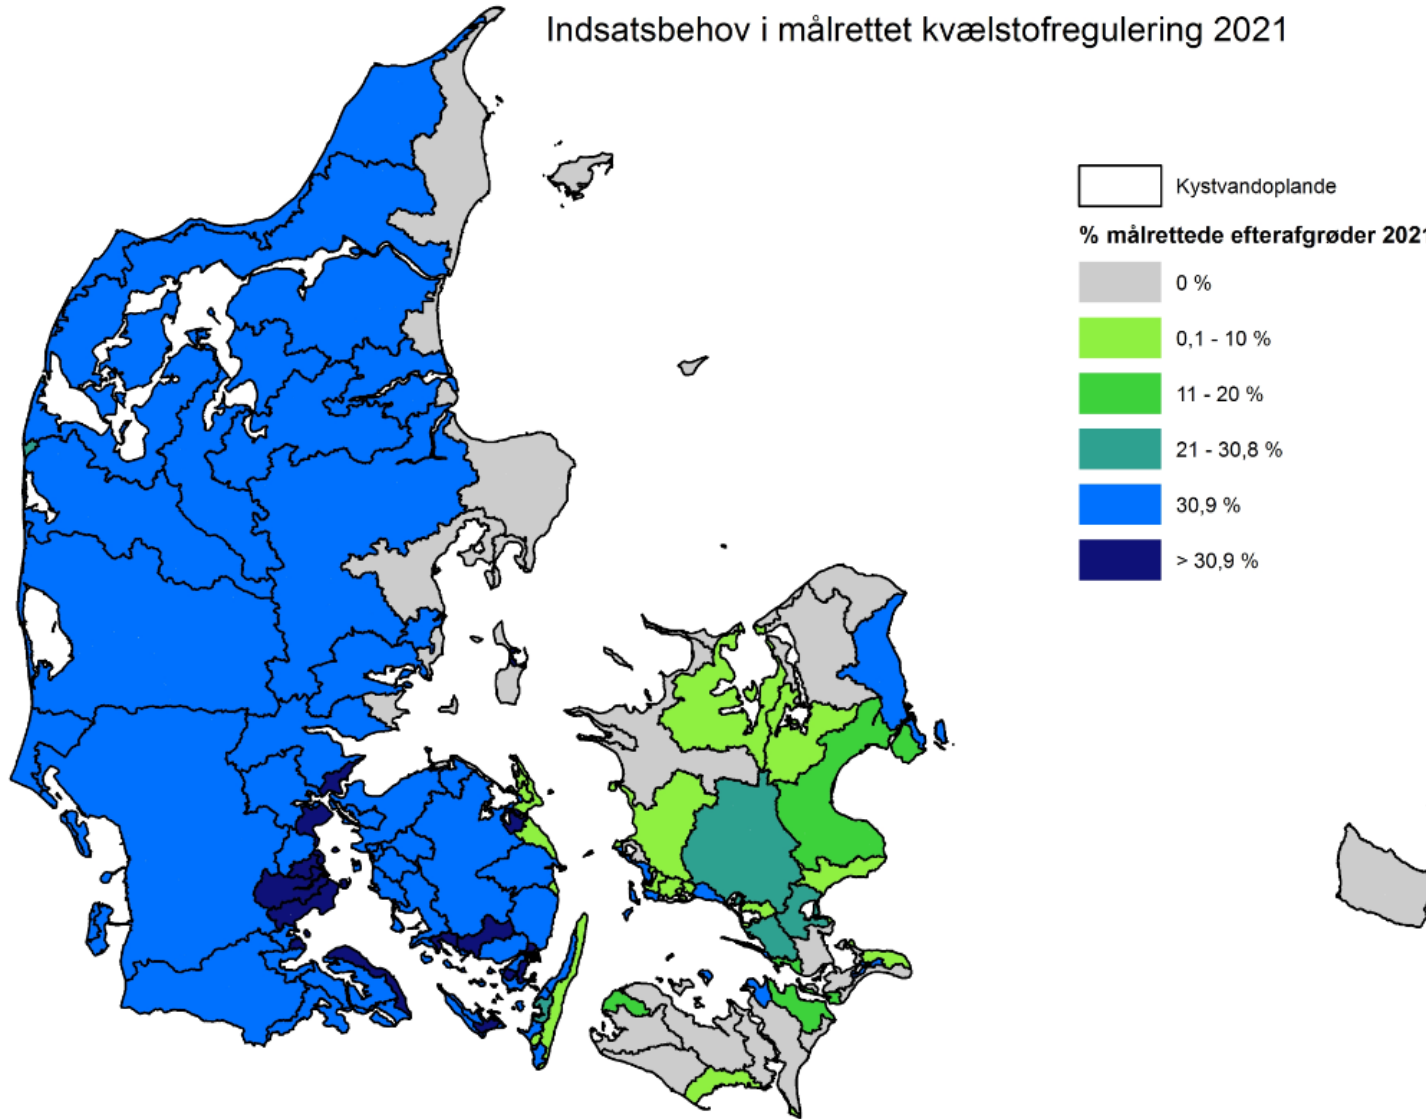 Indsatsbehov i målrettet kvælstofregulering 2021
Kystvandoplande
% målrettede efterafgrøder 2021
0 %
0,1 - 10 %
11 - 20 %
21 - 30,8 %
30,9 %
> 30,9 %